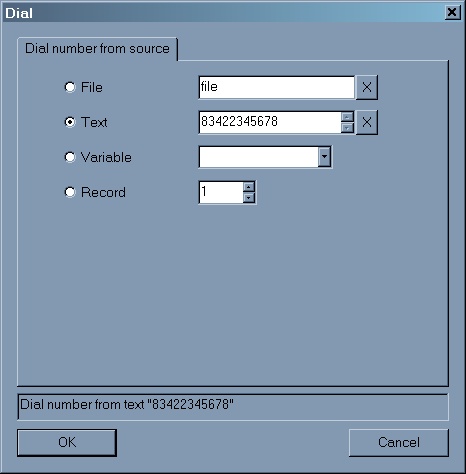 Dial
Dial number from source
File file X
Text 83422345678 X
Variable
Record 1
Dial number from text "83422345678"
OK Cancel